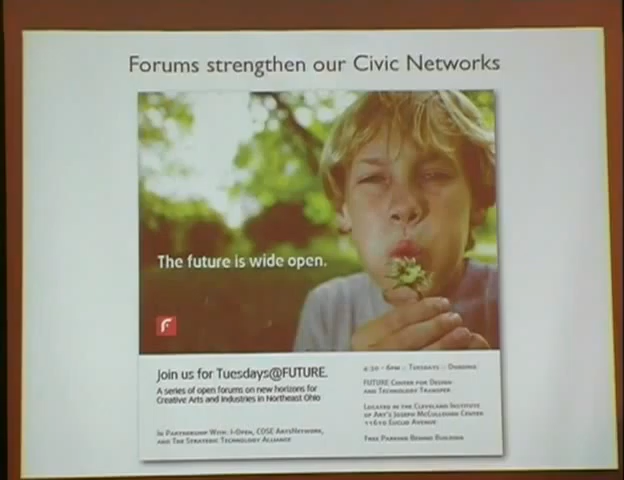 Forums strengthen our Civic Networks
The future is wide open.
Join us for Tuesdays@FUTURE.
A series of open forums on new horizons for
Creative Arts and Industries in Northeast Ohio
In Partnership With: I-Open, COSE ArtsNetwork,
and The Strategic Technology Alliance
4:30 - 6pm :: Tuesdays :: Ongoing
FUTURE Center for Design
and Technology Transfer
Located in the Cleveland Institute
of Art's Joseph McCullough Center
11610 Euclid Avenue
Free Parking Behind Building